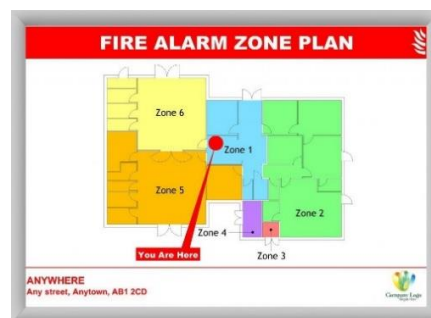 FIRE ALARM ZONE PLAN
Zone 6
Zone 1
Zone 5
Zone 2
Zone 4
Zone 3
You Are Here
ANYWHERE
Any street, Anytown, AB1 2CD
Company Logo